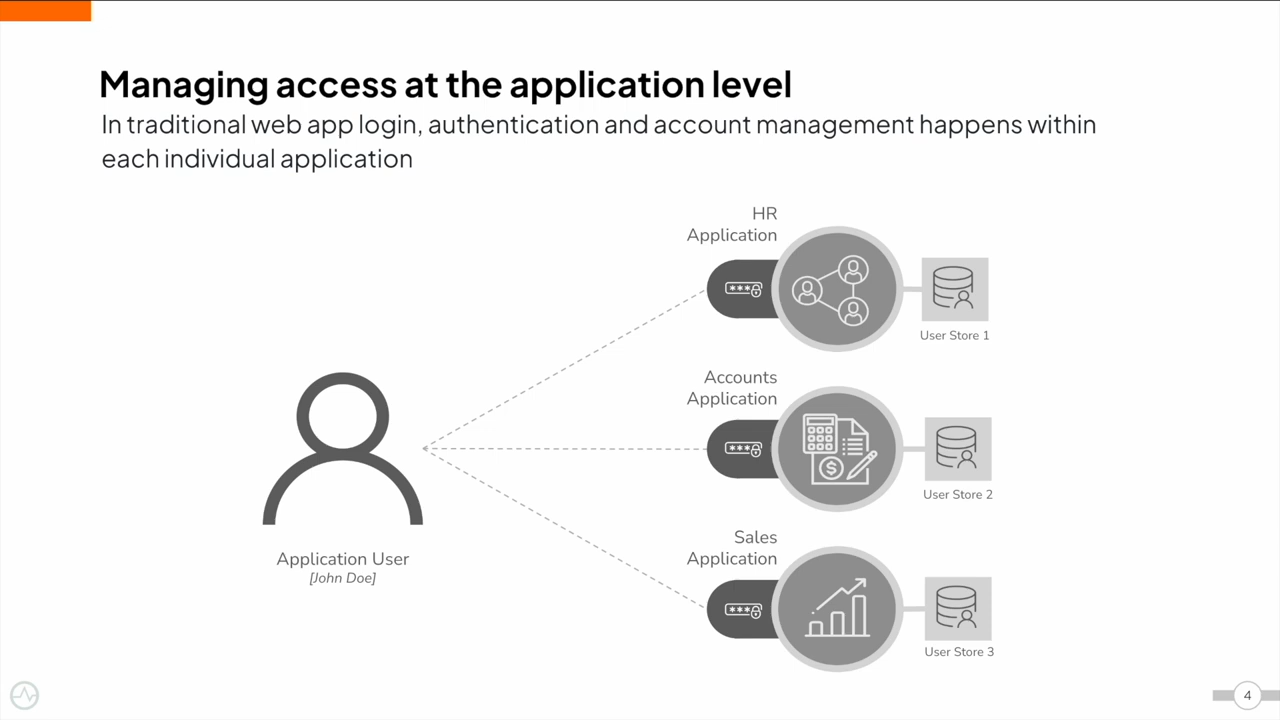 Managing access at the application level
In traditional web app login, authentication and account management happens within
each individual application
HR
Application
***
User Store 1
Accounts
Application
***
User Store 2
Application User
[John Doe]
Sales
Application
***
User Store 3
4